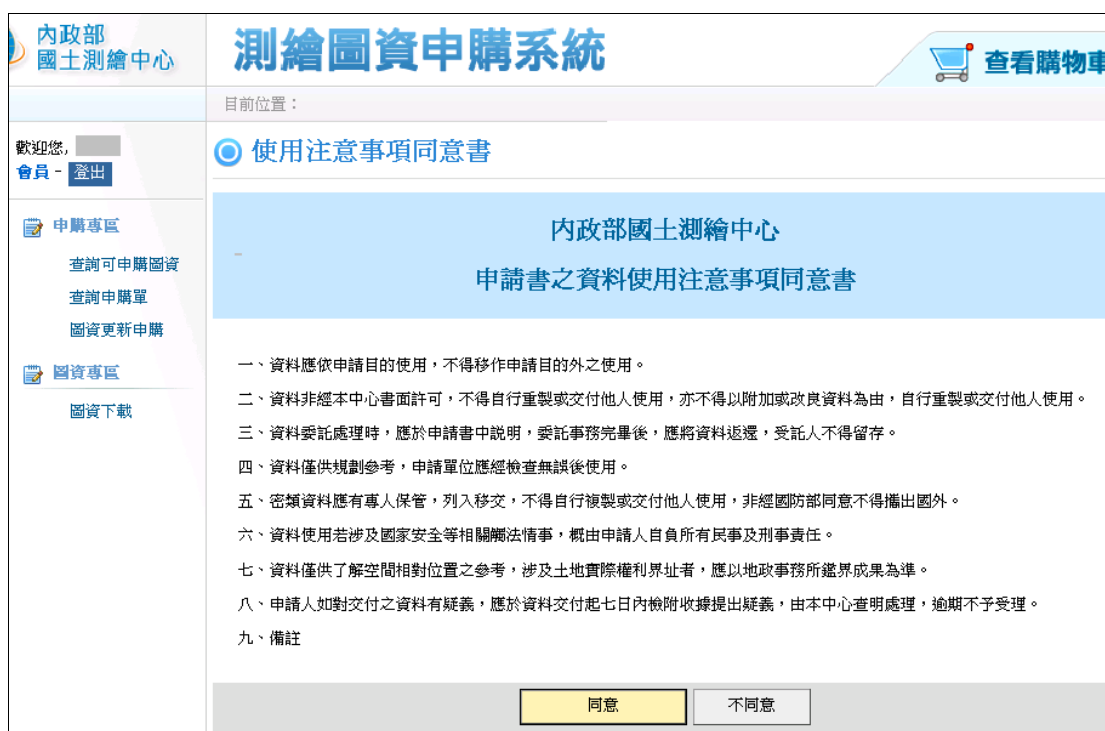 內政部
國土測繪中心
測繪圖資申購系統
查看購物車
目前位置：
歡迎您,
會員 - 登出
申購專區
查詢可申購圖資
查詢申購單
圖資更新申購
圖資專區
圖資下載
使用注意事項同意書
內政部國土測繪中心
申請書之資料使用注意事項同意書
一、資料應依申請目的使用，不得移作申請目的外之使用。
二、資料非經本中心書面許可，不得自行重製或交付他人使用，亦不得以附加或改良資料為由，自行重製或交付他人使用。
三、資料委託處理時，應於申請書中說明，委託事務完畢後，應將資料返還，受託人不得留存。
四、資料僅供規劃參考，申請單位應經檢查無誤後使用。
五、密類資料應有專人保管，列入移交，不得自行複製或交付他人使用，非經國防部同意不得攜出國外。
六、資料使用若涉及國家安全等相關觸法情事，概由申請人自負所有民事及刑事責任。
七、資料僅供了解空間相對位置之參考，涉及土地實際權利界址者，應以地政事務所鑑界成果為準。
八、申請人如對交付之資料有疑義，應於資料交付起七日內檢附收據提出疑義，由本中心查明處理，逾期不予受理。
九、備註
同意
不同意